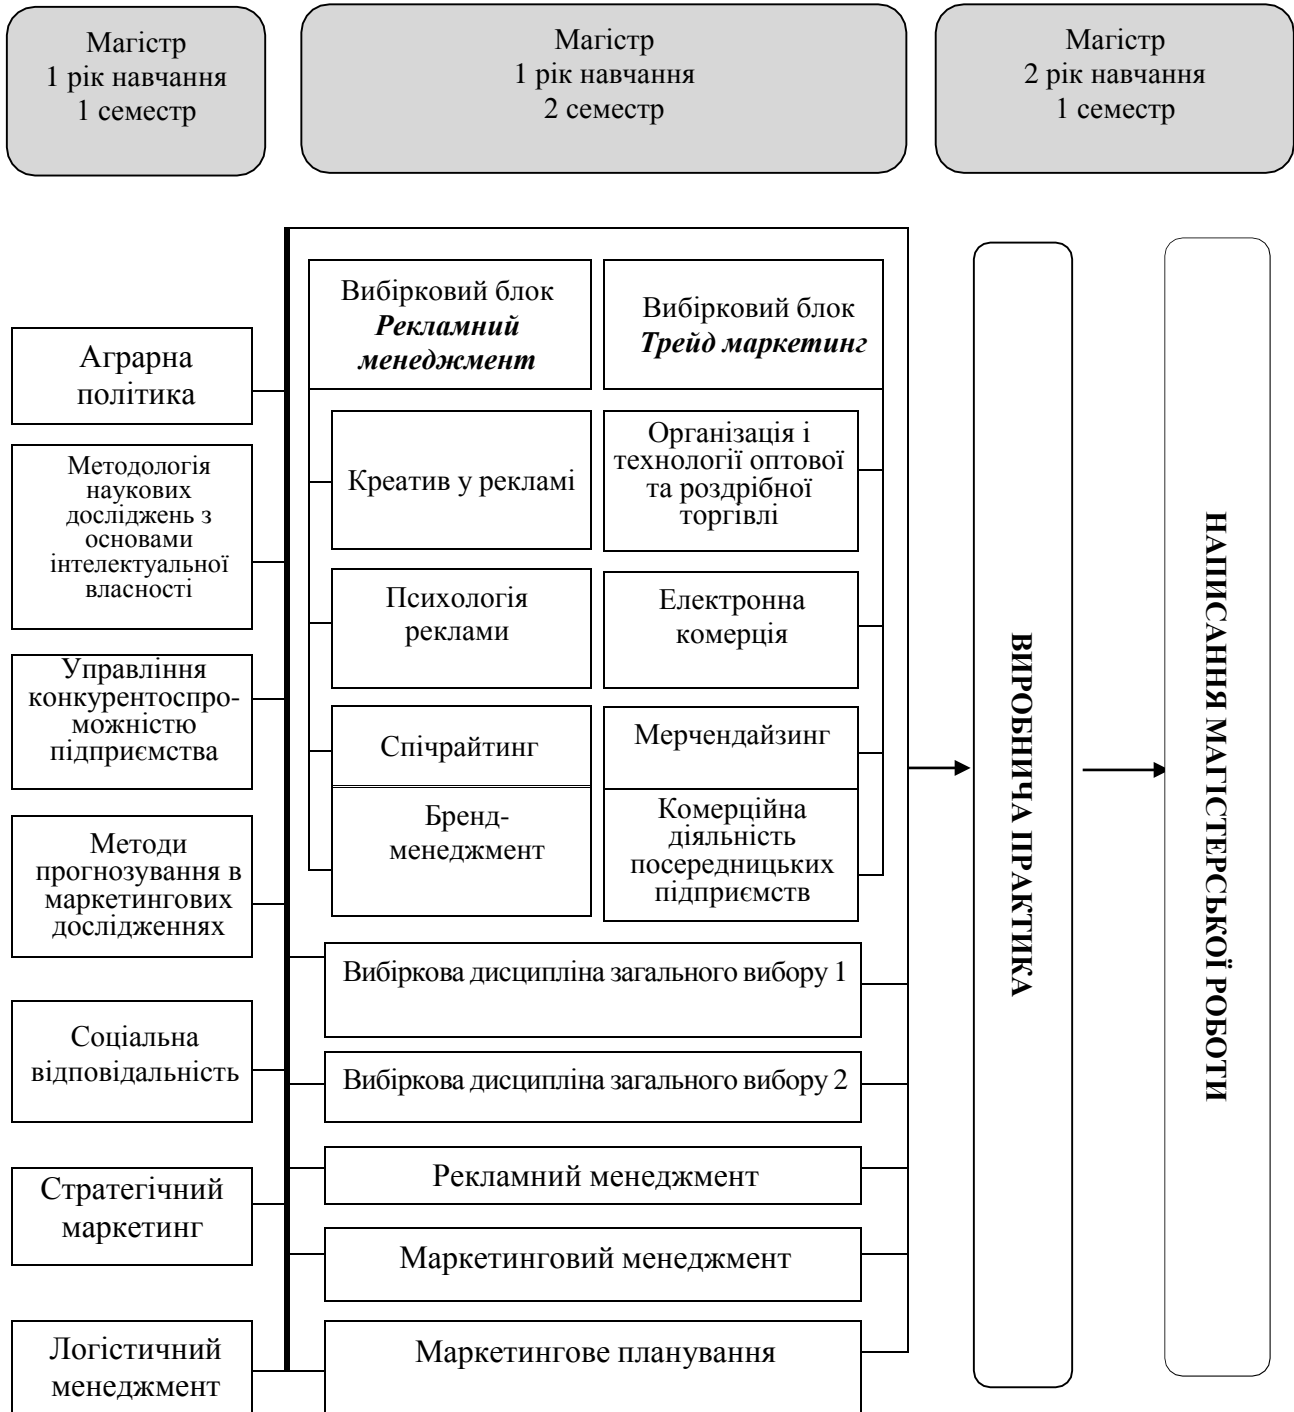 Магістр
1 рік навчання
1 семестр
Магістр
1 рік навчання
2 семестр
Магістр
2 рік навчання
1 семестр
Аграрна
політика
Методологія
наукових
досліджень з
основами
інтелектуальної
власності
Управління
конкурентоспро-
можністю
підприємства
Методи
прогнозування в
маркетингових
дослідженнях
Соціальна
відповідальність
Стратегічний
маркетинг
Логістичний
менеджмент
Вибірковий блок
Рекламний
менеджмент
Креатив у рекламі
Психологія
реклами
Спічрайтинг
Бренд-
менеджмент
Вибірковий блок
Трейд маркетинг
Організація і
технології оптової
та роздрібної
торгівлі
Електронна
комерція
Мерчендайзинг
Комерційна
діяльність
посередницьких
підприємств
Вибіркова дисципліна загального вибору 1
Вибіркова дисципліна загального вибору 2
Рекламний менеджмент
Маркетинговий менеджмент
Маркетингове планування
ВИРОБНИЧА ПРАКТИКА
НАПИСАННЯ МАГІСТЕРСЬКОЇ РОБОТИ